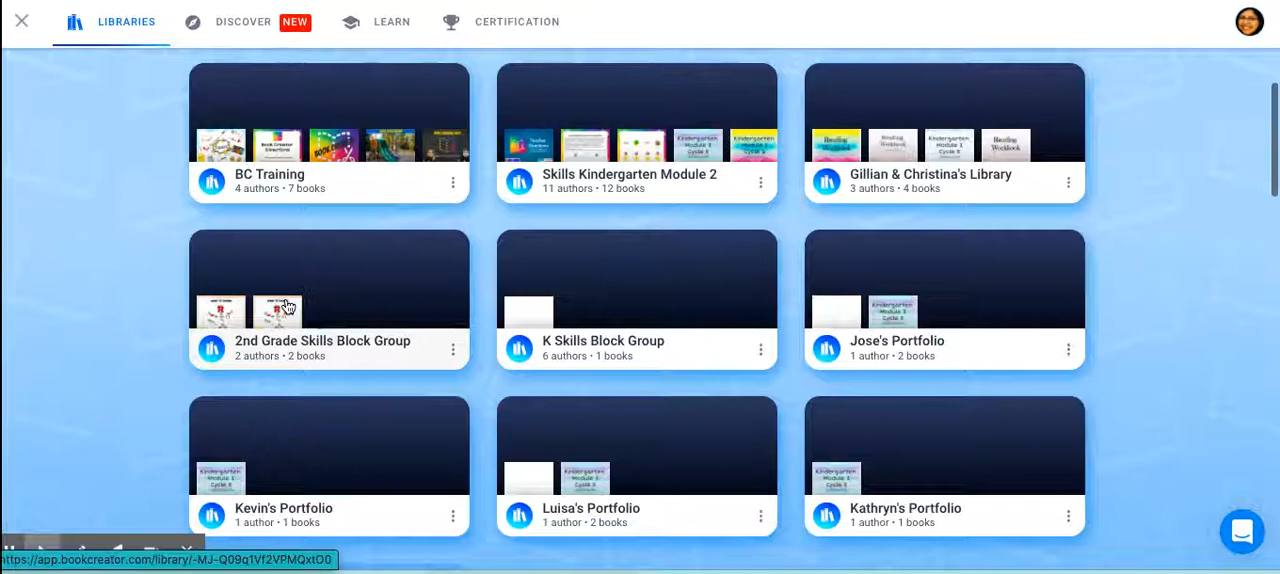 LIBRARIES
DISCOVER NEW
LEARN
CERTIFICATION
BC Training
4 authors • 7 books
Skills Kindergarten Module 2
11 authors • 12 books
Gillian & Christina's Library
3 authors • 4 books
2nd Grade Skills Block Group
2 authors • 2 books
K Skills Block Group
6 authors • 1 books
Jose's Portfolio
1 author • 2 books
Kevin's Portfolio
1 author • 1 books
Luisa's Portfolio
1 author • 2 books
Kathryn's Portfolio
1 author • 1 books
https://app.bookcreator.com/library/-MJ-Q09q1Vf2VPMQxtO0